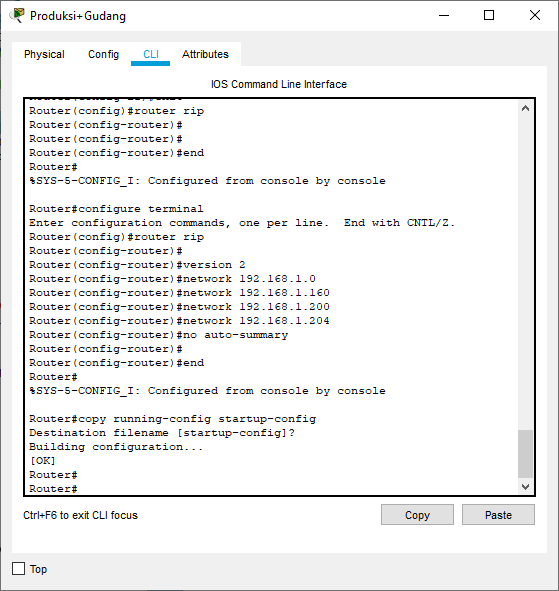 Produksi+Gudang
Physical Config CLI Attributes
IOS Command Line Interface
Router(config)#router rip
Router(config-router)#
Router(config-router)#
Router(config-router)#end
Router#
%SYS-5-CONFIG_I: Configured from console by console
Router#configure terminal
Enter configuration commands, one per line. End with CNTL/Z.
Router(config)#router rip
Router(config-router)#
Router(config-router)#version 2
Router(config-router)#network 192.168.1.0
Router(config-router)#network 192.168.1.160
Router(config-router)#network 192.168.1.200
Router(config-router)#network 192.168.1.204
Router(config-router)#no auto-summary
Router(config-router)#
Router(config-router)#end
Router#
%SYS-5-CONFIG_I: Configured from console by console
Router#copy running-config startup-config
Destination filename [startup-config]?
Building configuration...
[OK]
Router#
Router#
Ctrl+F6 to exit CLI focus
Copy
Paste
Top